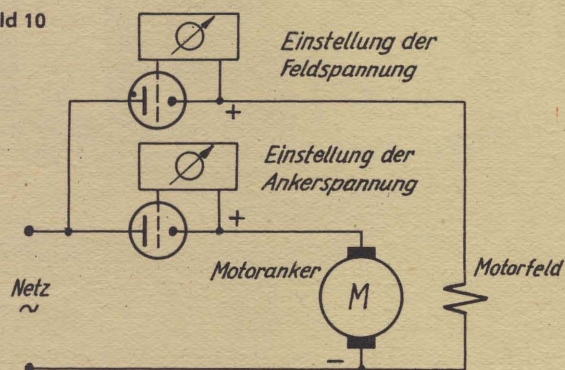 ld 10
Einstellung der
Feldspannung
+
Einstellung der
Ankerspannung
+
Motoranker
Motorfeld
M
Netz
~
−